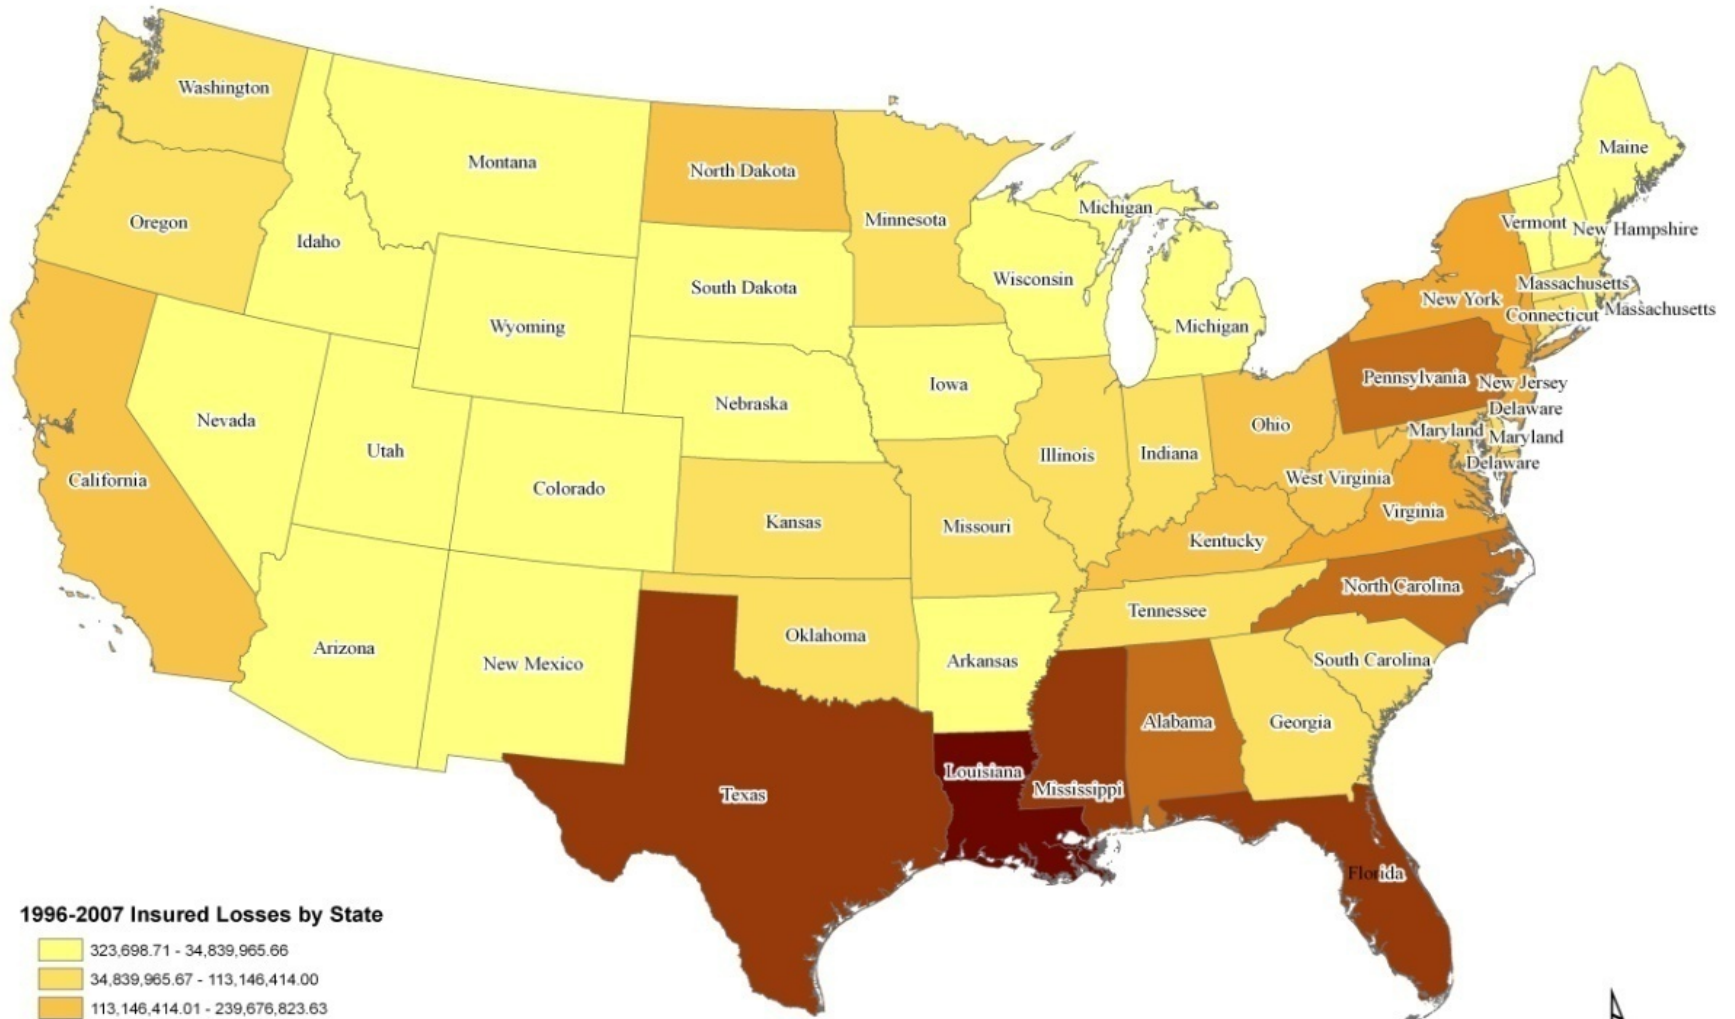 Washington
Montana
North Dakota
Minnesota
Maine
Oregon
Idaho
Michigan
Vermont
New Hampshire
Wyoming
South Dakota
Wisconsin
Massachusetts
New York
Connecticut
Massachusetts
Michigan
Nevada
Utah
Nebraska
Iowa
Pennsylvania
New Jersey
Delaware
California
Colorado
Kansas
Missouri
Illinois
Indiana
Ohio
Maryland
Maryland
West Virginia
Delaware
Virginia
Kentucky
North Carolina
Arizona
New Mexico
Oklahoma
Arkansas
Tennessee
South Carolina
Texas
Louisiana
Mississippi
Alabama
Georgia
Florida
1996-2007 Insured Losses by State
323,698.71 - 34,839,965.66
34,839,965.67 - 113,146,414.00
113,146,414.01 - 239,676,823.63